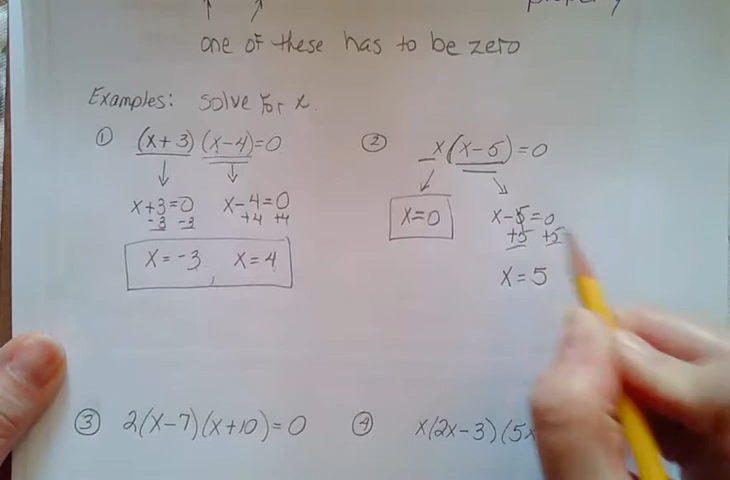 property
one of these has to be zero
Examples: solve for x.
① (x+3)(x-4)=0
x+3=0 x-4=0
-3 -3 +4 +4
x=-3 x=4
② x(x-5)=0
x=0 x-5=0
+5 +5
x=5
③ 2(x-7)(x+10)=0
④ x(2x-3)(5x